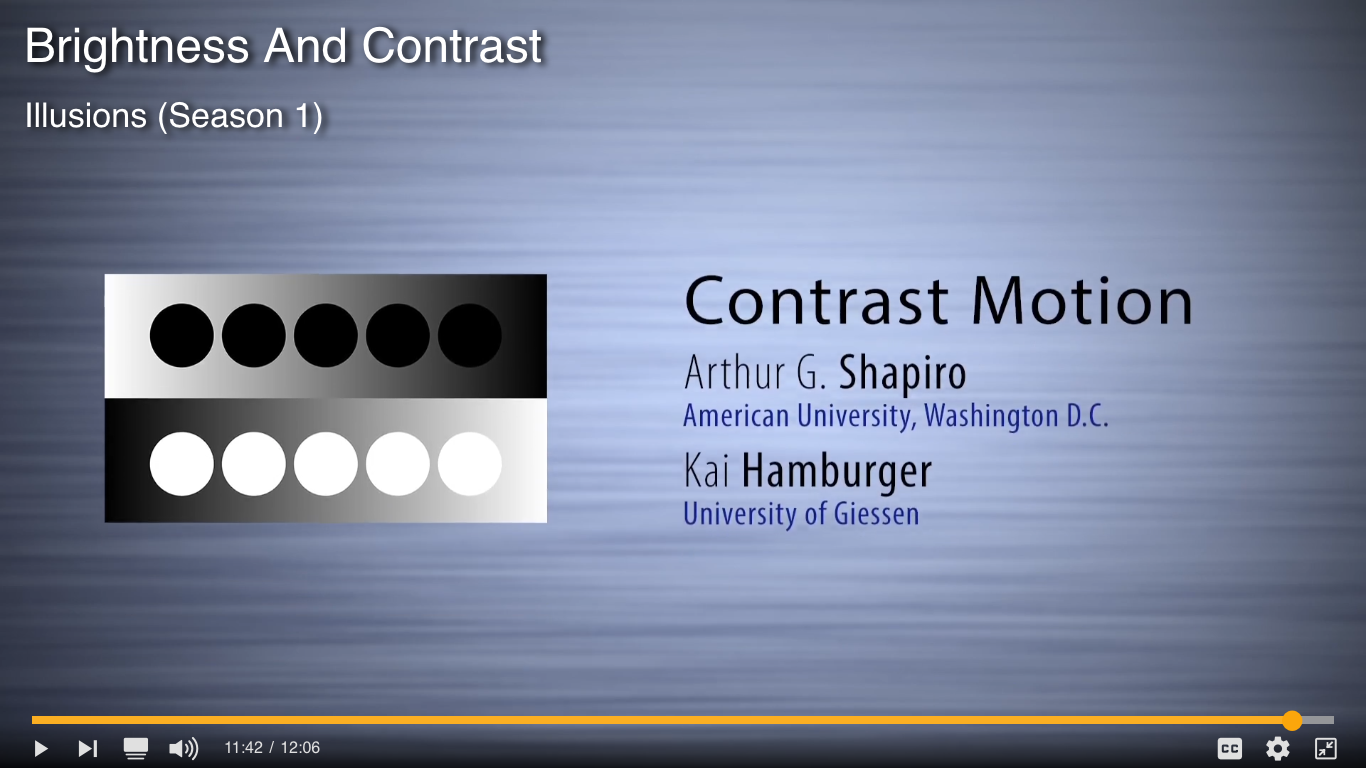 Brightness And Contrast
Illusions (Season 1)
Contrast Motion
Arthur G. Shapiro
American University, Washington D.C.
Kai Hamburger
University of Giessen
11:42 / 12:06
CC